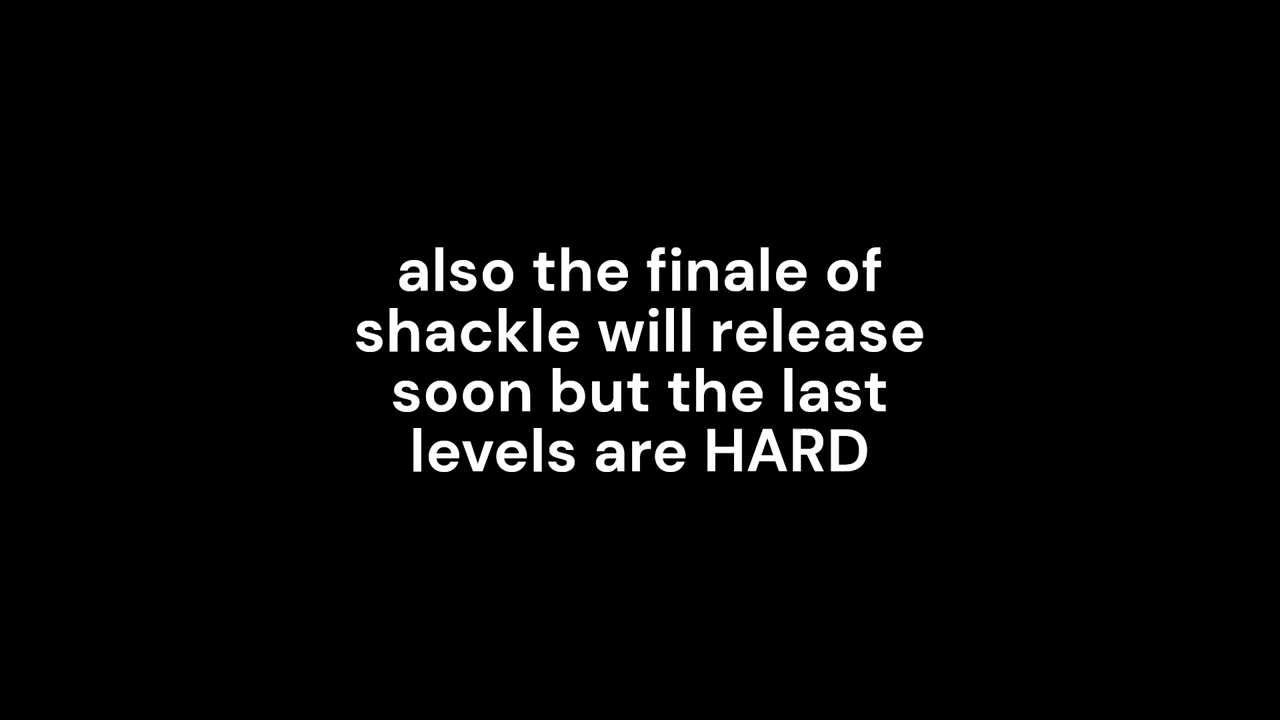 also the finale of
shackle will release
soon but the last
levels are HARD